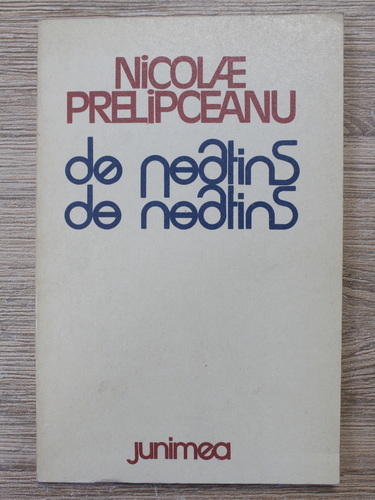 NiCOLAE
PRELiPCEANU
de neatins
de neatins
junimea